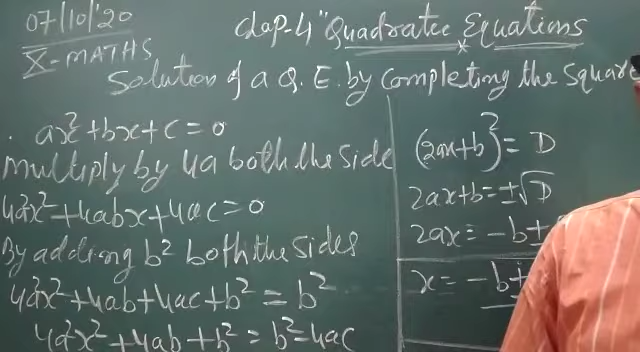 07/10/'20
X-MATHS
Chap-4 "Quadratic Equations
Solution of a Q.E. by Completing the Square
ax²+bx+c=0
Multiply by 4a both the side
4a²x²+4abx+4ac=0
By adding b² both the sides
4a²x²+4ab+4ac+b²=b²
4a²x²+4ab+b²=b²-4ac
(2ax+b)²=D
2ax+b=±√D
2ax=-b±
x=-b±